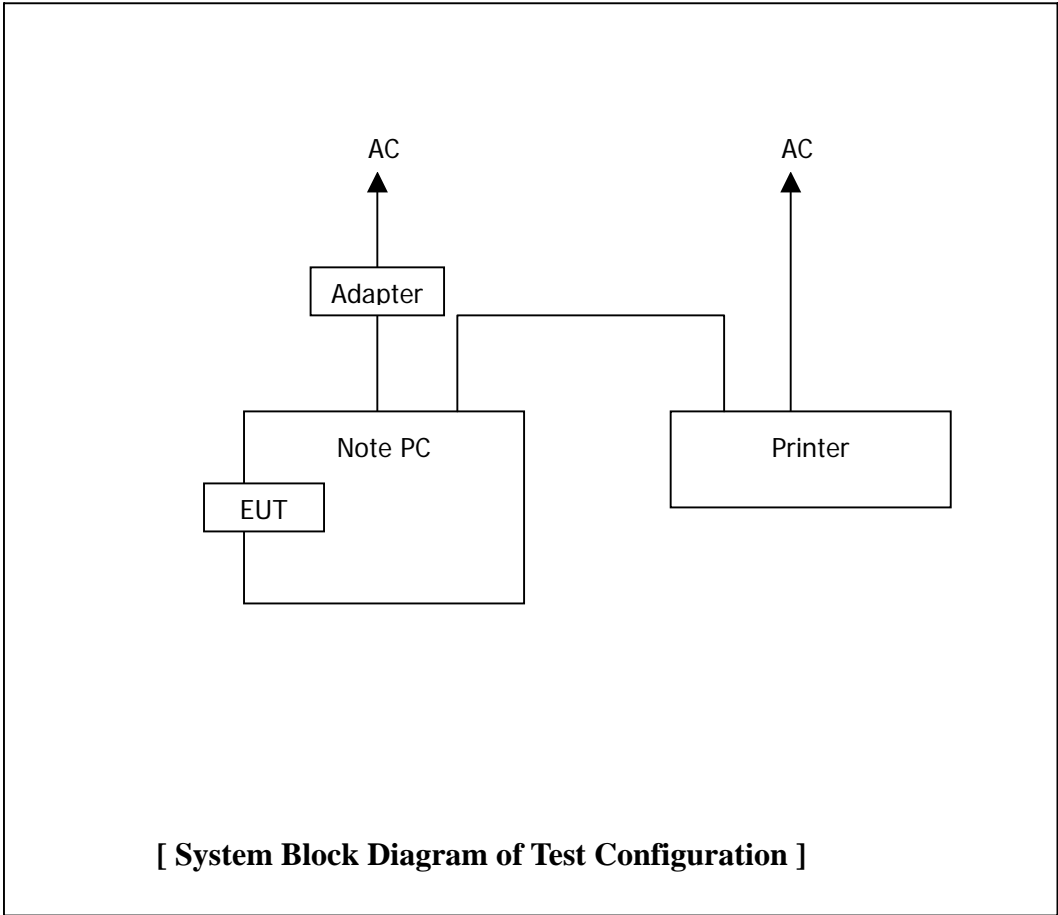 AC
AC
Adapter
Note PC
Printer
EUT
[ System Block Diagram of Test Configuration ]